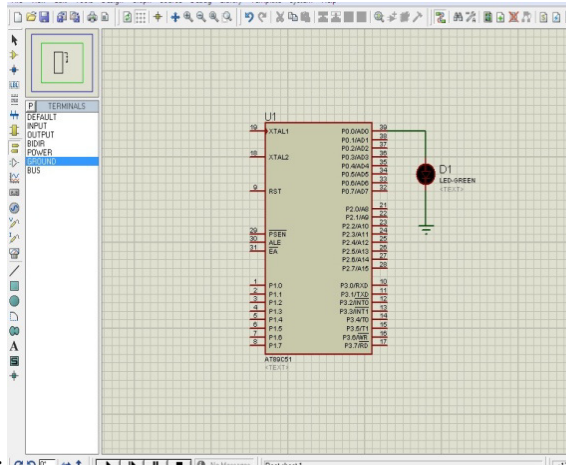 P TERMINALS
DEFAULT
INPUT
OUTPUT
BIDIR
POWER
GROUND
BUS
LBL
A
S
U1
19 XTAL1
18 XTAL2
9 RST
29 PSEN
30 ALE
31 EA
1 P1.0
2 P1.1
3 P1.2
4 P1.3
5 P1.4
6 P1.5
7 P1.6
8 P1.7
P0.0/AD0 39
P0.1/AD1 38
P0.2/AD2 37
P0.3/AD3 36
P0.4/AD4 35
P0.5/AD5 34
P0.6/AD6 33
P0.7/AD7 32
P2.0/A8 21
P2.1/A9 22
P2.2/A10 23
P2.3/A11 24
P2.4/A12 25
P2.5/A13 26
P2.6/A14 27
P2.7/A15 28
P3.0/RXD 10
P3.1/TXD 11
P3.2/INT0 12
P3.3/INT1 13
P3.4/T0 14
P3.5/T1 15
P3.6/WR 16
P3.7/RD 17
AT89C51
<TEXT>
D1
LED-GREEN
<TEXT>
No Messages
Root sheet 1